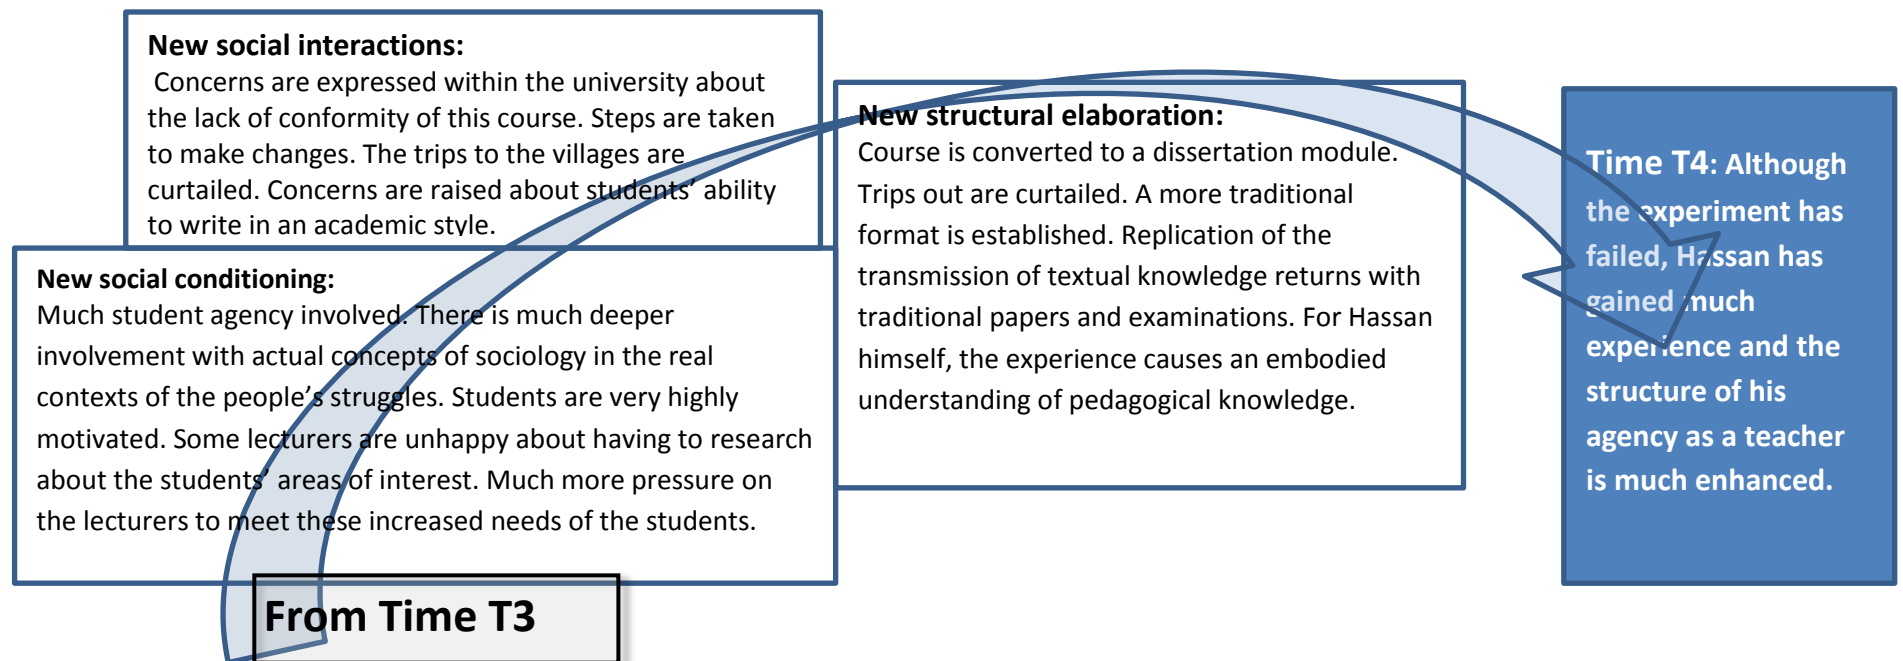 New social interactions:
Concerns are expressed within the university about
the lack of conformity of this course. Steps are taken
to make changes. The trips to the villages are
curtailed. Concerns are raised about students’ ability
to write in an academic style.
New social conditioning:
Much student agency involved. There is much deeper
involvement with actual concepts of sociology in the real
contexts of the people’s struggles. Students are very highly
motivated. Some lecturers are unhappy about having to research
about the students’ areas of interest. Much more pressure on
the lecturers to meet these increased needs of the students.
New structural elaboration:
Course is converted to a dissertation module.
Trips out are curtailed. A more traditional
format is established. Replication of the
transmission of textual knowledge returns with
traditional papers and examinations. For Hassan
himself, the experience causes an embodied
understanding of pedagogical knowledge.
Time T4: Although
the experiment has
failed, Hassan has
gained much
experience and the
structure of his
agency as a teacher
is much enhanced.
From Time T3